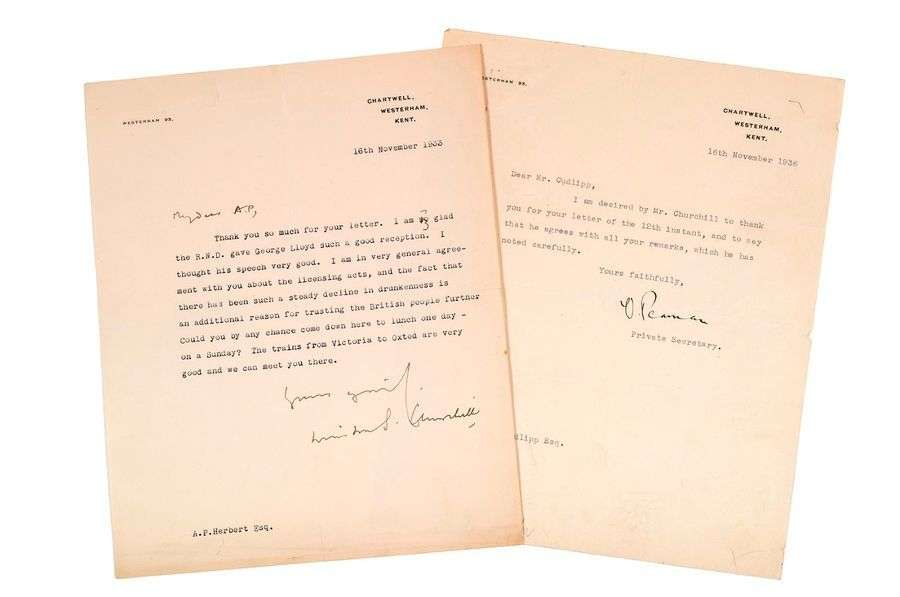 WESTERHAM 93.
CHARTWELL,
WESTERHAM,
KENT.
16th November
My dear A.P,
Thank you so much for your letter. I am glad
the R.N.D. gave George Lloyd such a good reception. I
thought his speech very good. I am in very general agree-
ment with you about the licensing acts, and the fact that
there has been such a steady decline in drunkenness is
an additional reason for trusting the British people further
Could you by any chance come down here to lunch one day -
on a Sunday? The trains from Victoria to Oxted are very
good and we can meet you there.
Yours
Winston S. Churchill
A.P.Herbert Esq.
ESTERHAM 93.
CHARTWELL,
WESTERHAM,
KENT.
16th November 1936
Dear Mr. Cudlipp,
I am desired by Mr. Churchill to thank
you for your letter of the 12th instant, and to say
that he agrees with all your remarks, which he has
noted carefully.
Yours faithfully,
Pearman
Private Secretary.
lipp Esq.